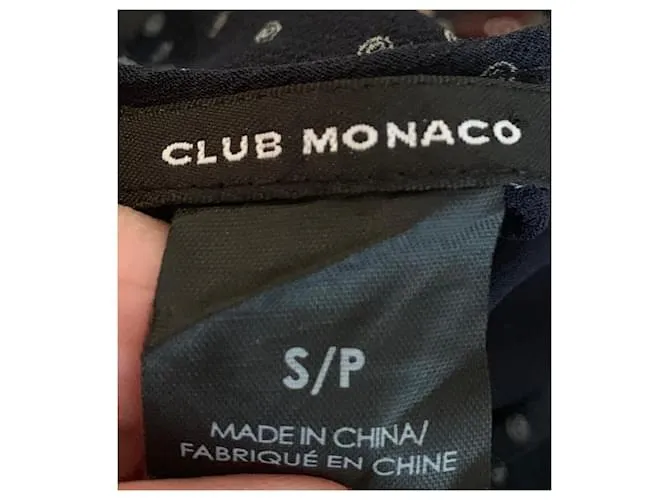 CLUB MONACO
S/P
MADE IN CHINA/
FABRIQUÉ EN CHINE